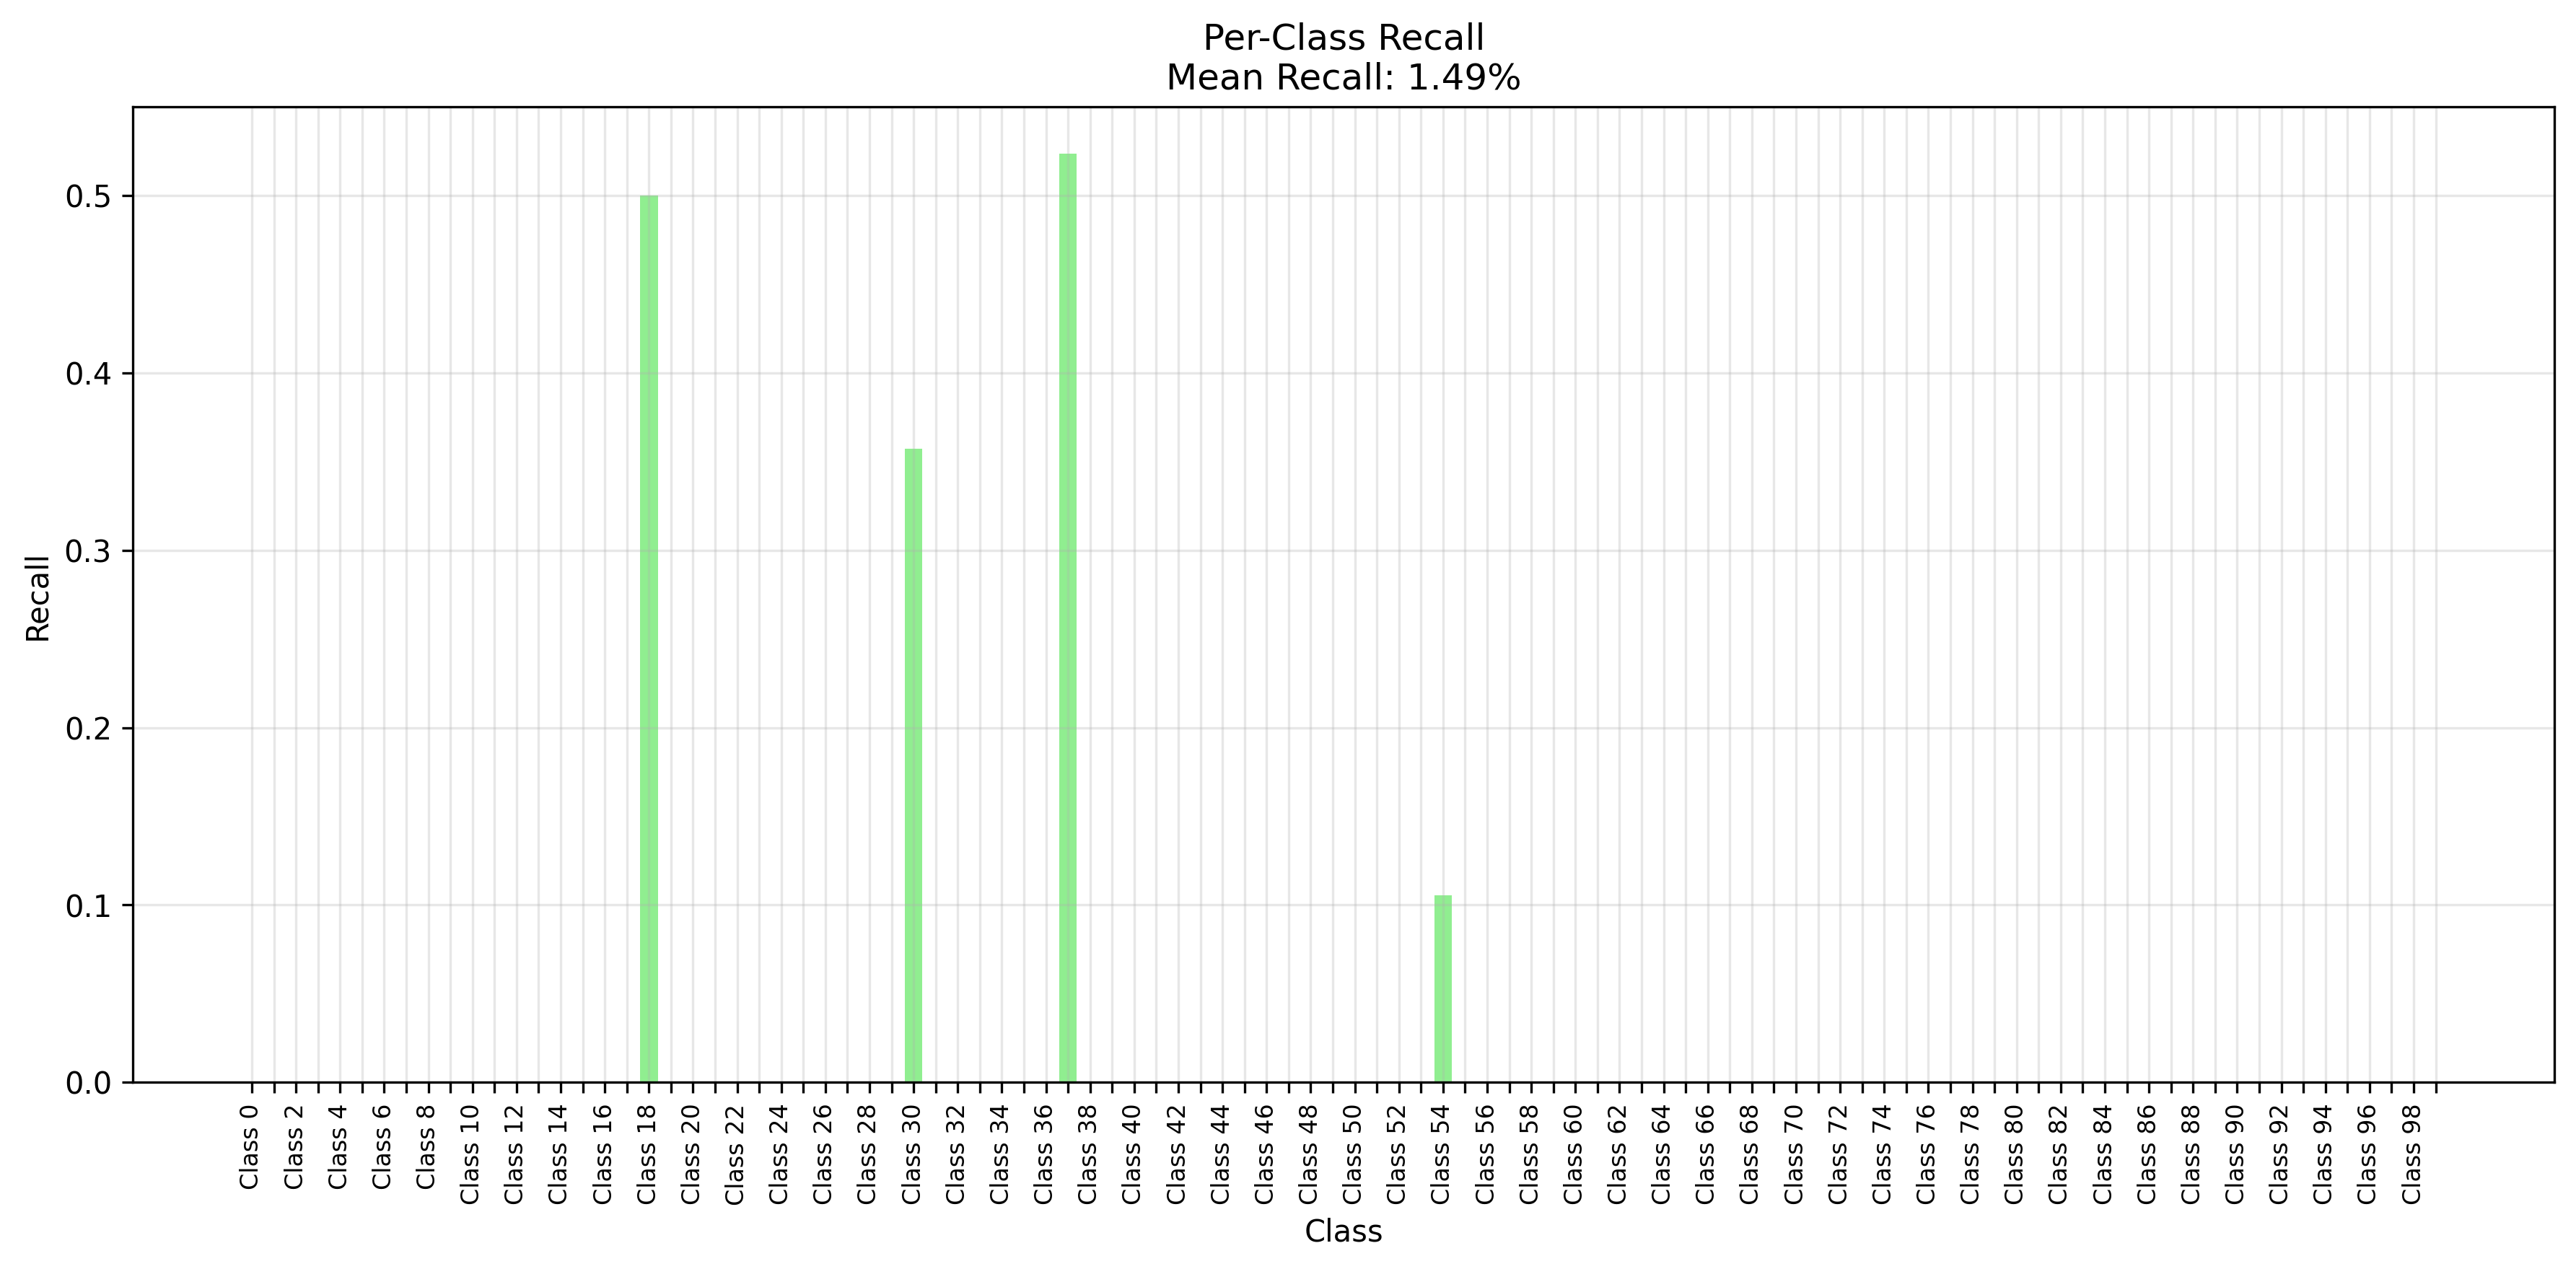 Per-Class Recall
Mean Recall: 1.49%
Recall
0.5
0.4
0.3
0.2
0.1
0.0
Class 0
Class 2
Class 4
Class 6
Class 8
Class 10
Class 12
Class 14
Class 16
Class 18
Class 20
Class 22
Class 24
Class 26
Class 28
Class 30
Class 32
Class 34
Class 36
Class 38
Class 40
Class 42
Class 44
Class 46
Class 48
Class 50
Class 52
Class 54
Class 56
Class 58
Class 60
Class 62
Class 64
Class 66
Class 68
Class 70
Class 72
Class 74
Class 76
Class 78
Class 80
Class 82
Class 84
Class 86
Class 88
Class 90
Class 92
Class 94
Class 96
Class 98
Class